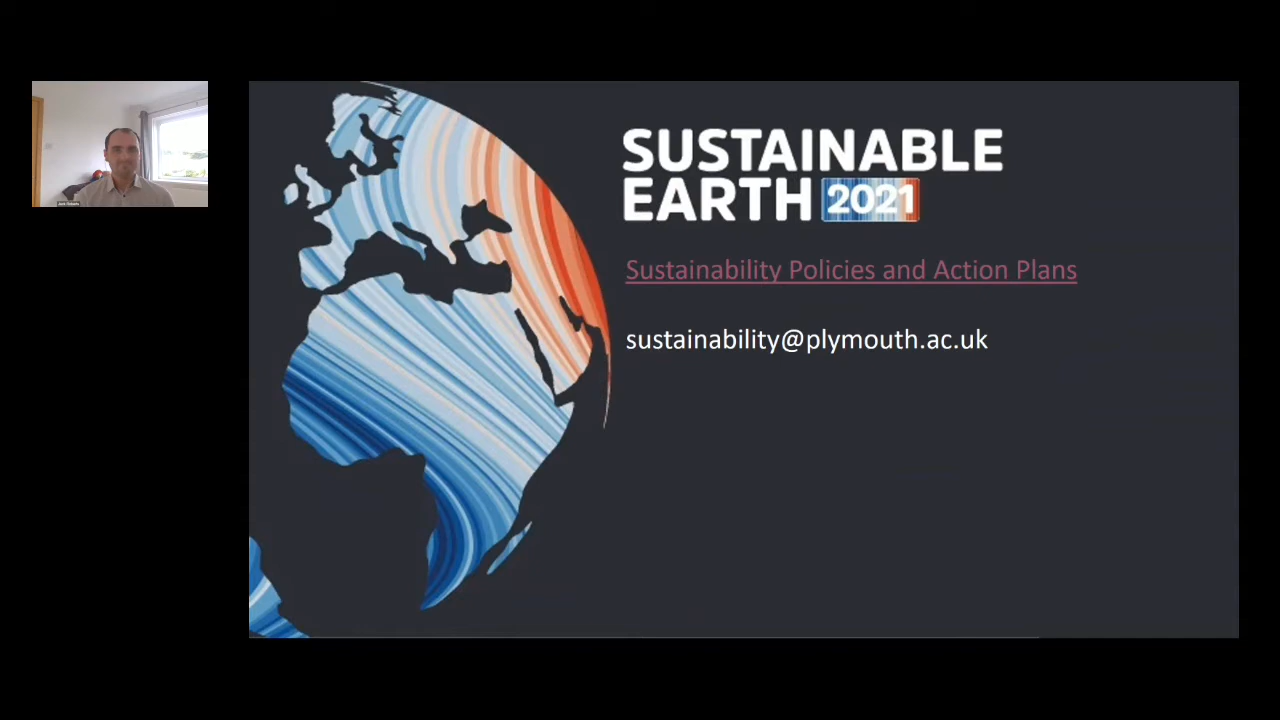 SUSTAINABLE
EARTH 2021
Sustainability Policies and Action Plans
sustainability@plymouth.ac.uk